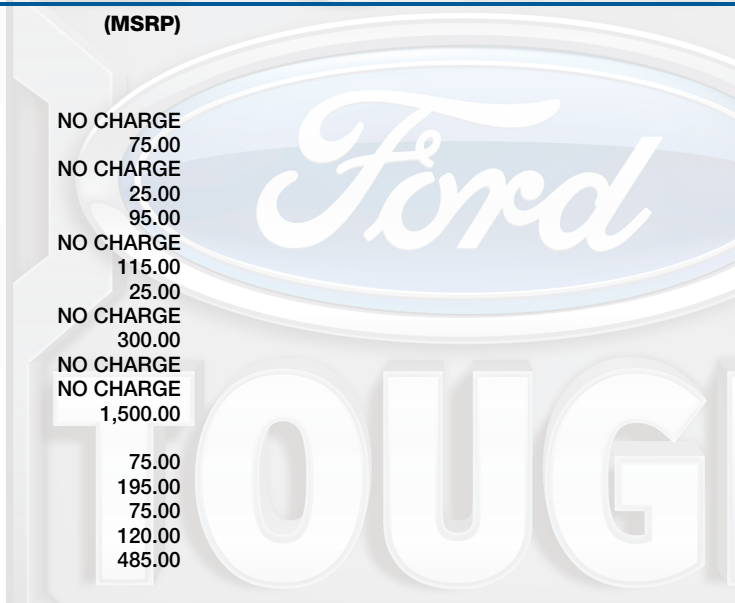 (MSRP)
NO CHARGE
75.00
NO CHARGE
25.00
95.00
NO CHARGE
115.00
25.00
NO CHARGE
300.00
NO CHARGE
NO CHARGE
1,500.00
75.00
195.00
75.00
120.00
485.00
Ford
TOUG